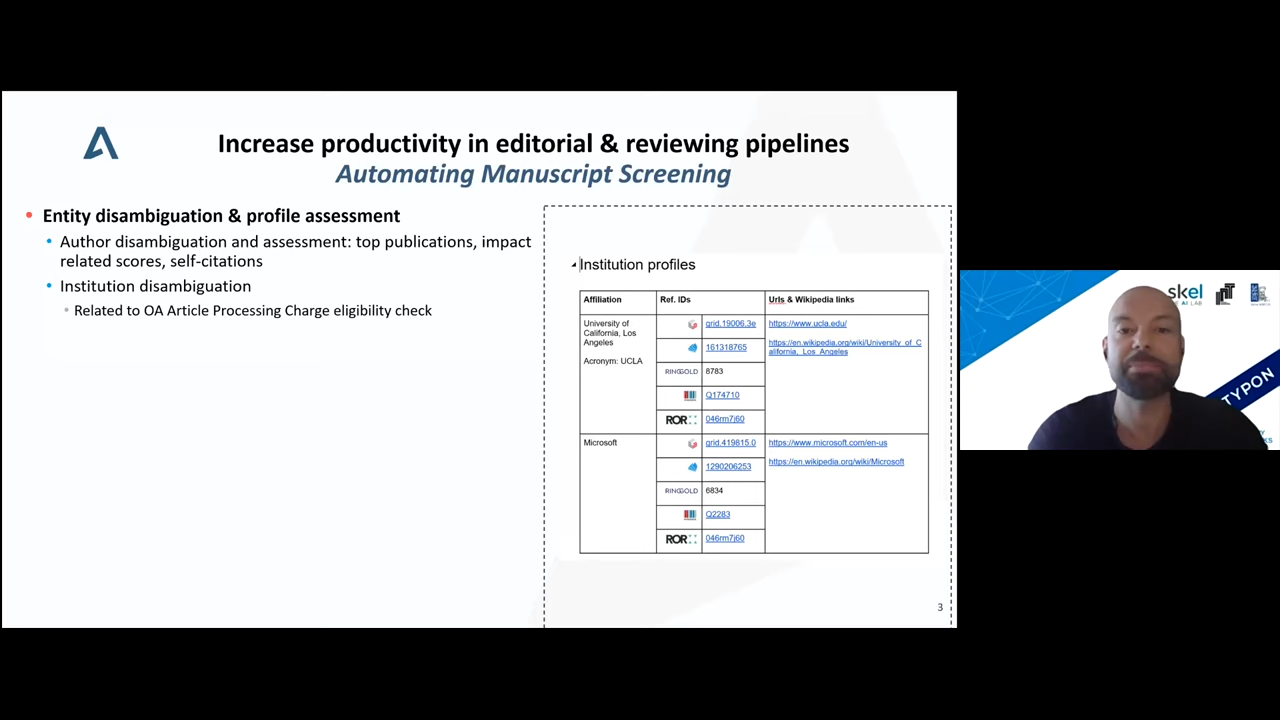 Increase productivity in editorial & reviewing pipelines
Automating Manuscript Screening
• Entity disambiguation & profile assessment
• Author disambiguation and assessment: top publications, impact
related scores, self-citations
• Institution disambiguation
• Related to OA Article Processing Charge eligibility check
Institution profiles
Affiliation Ref. IDs Urls & Wikipedia links
University of
California, Los
Angeles
Acronym: UCLA
grid.19006.3e
161318765
RINGGOLD 8783
Q174710
ROR 046rm7j60
https://www.ucla.edu/
https://en.wikipedia.org/wiki/University_of_C
alifornia,_Los_Angeles
Microsoft
grid.419815.0
1290206253
RINGGOLD 6834
Q2283
ROR 046rm7j60
https://www.microsoft.com/en-us
https://en.wikipedia.org/wiki/Microsoft
3
skel
AI LAB
TYPON